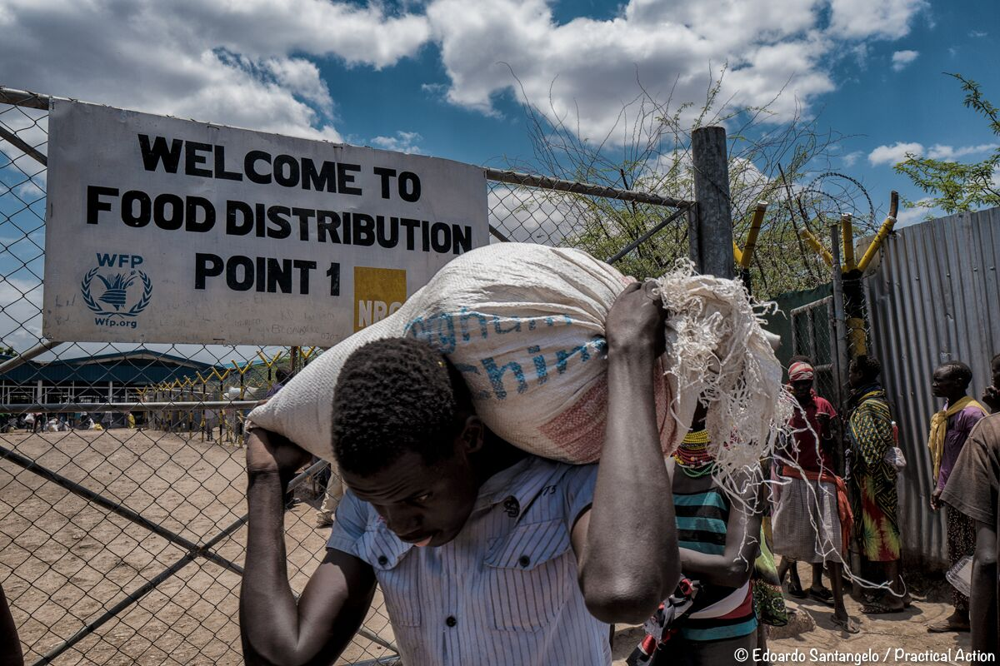 WELCOME TO
FOOD DISTRIBUTION
POINT 1
WFP
Wfp.org
NRC
© Edoardo Santangelo / Practical Action